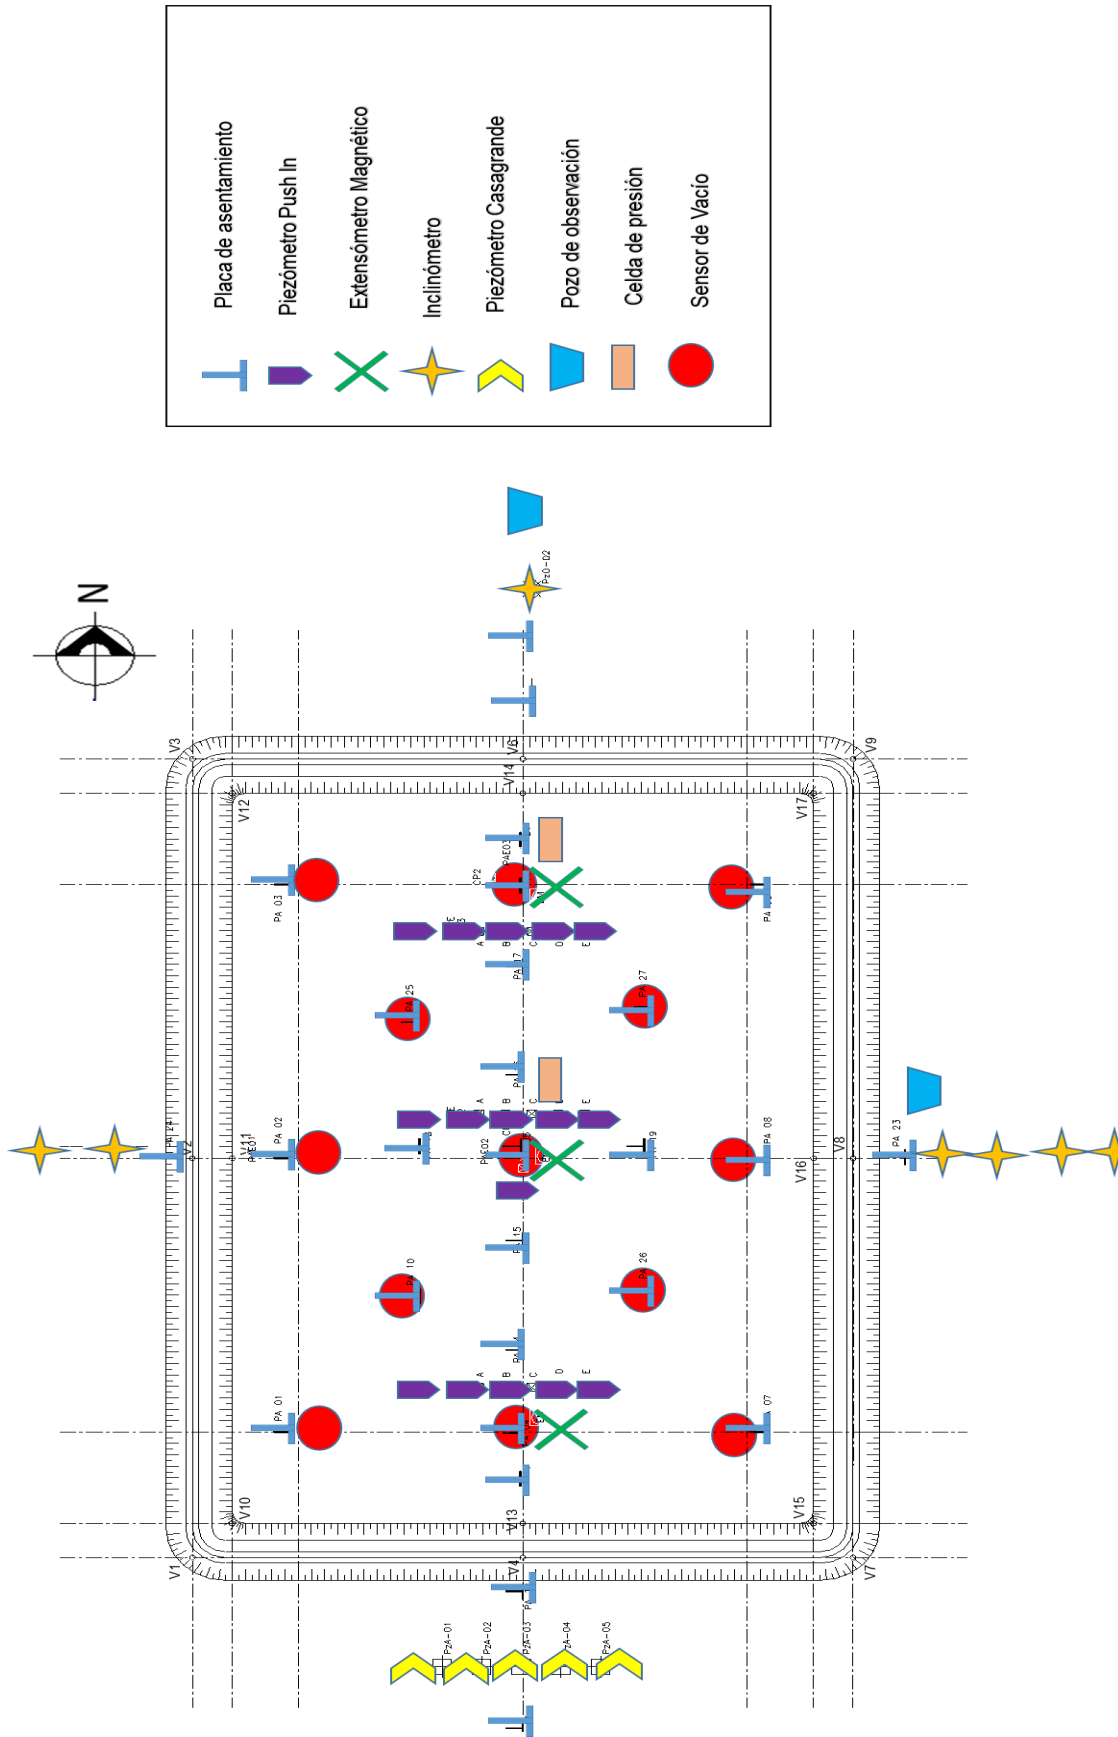 Placa de asentamiento
Piezómetro Push In
Extensómetro Magnético
Inclinómetro
Piezómetro Casagrande
Pozo de observación
Celda de presión
Sensor de Vacío
N
PzO-02
V3
V6
V9
V12
V14
V17
PA 03
CP2
PAE03
A
B
C
D
E
PA 17
PA 25
PA 27
PA 24
V2
V11
PAE01
PA 02
PAE02
A
B
C
E
19
PA 08
V16
V8
PA 23
PA 15
PA 10
PA 26
A
B
C
D
E
PA 01
07
V10
V13
V15
V1
V4
V7
PzA-01
PzA-02
PzA-03
PzA-04
PzA-05